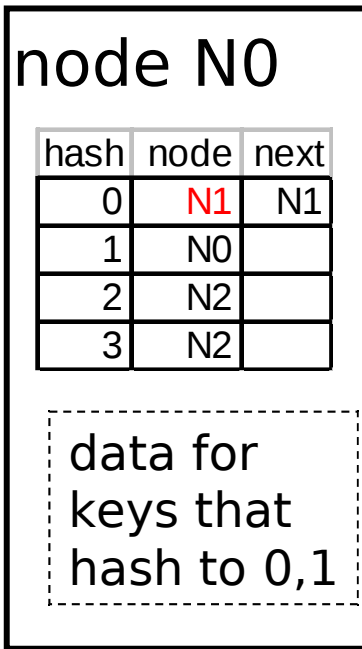 node N0
hash node next
0 N1 N1
1 N0
2 N2
3 N2
data for
keys that
hash to 0,1